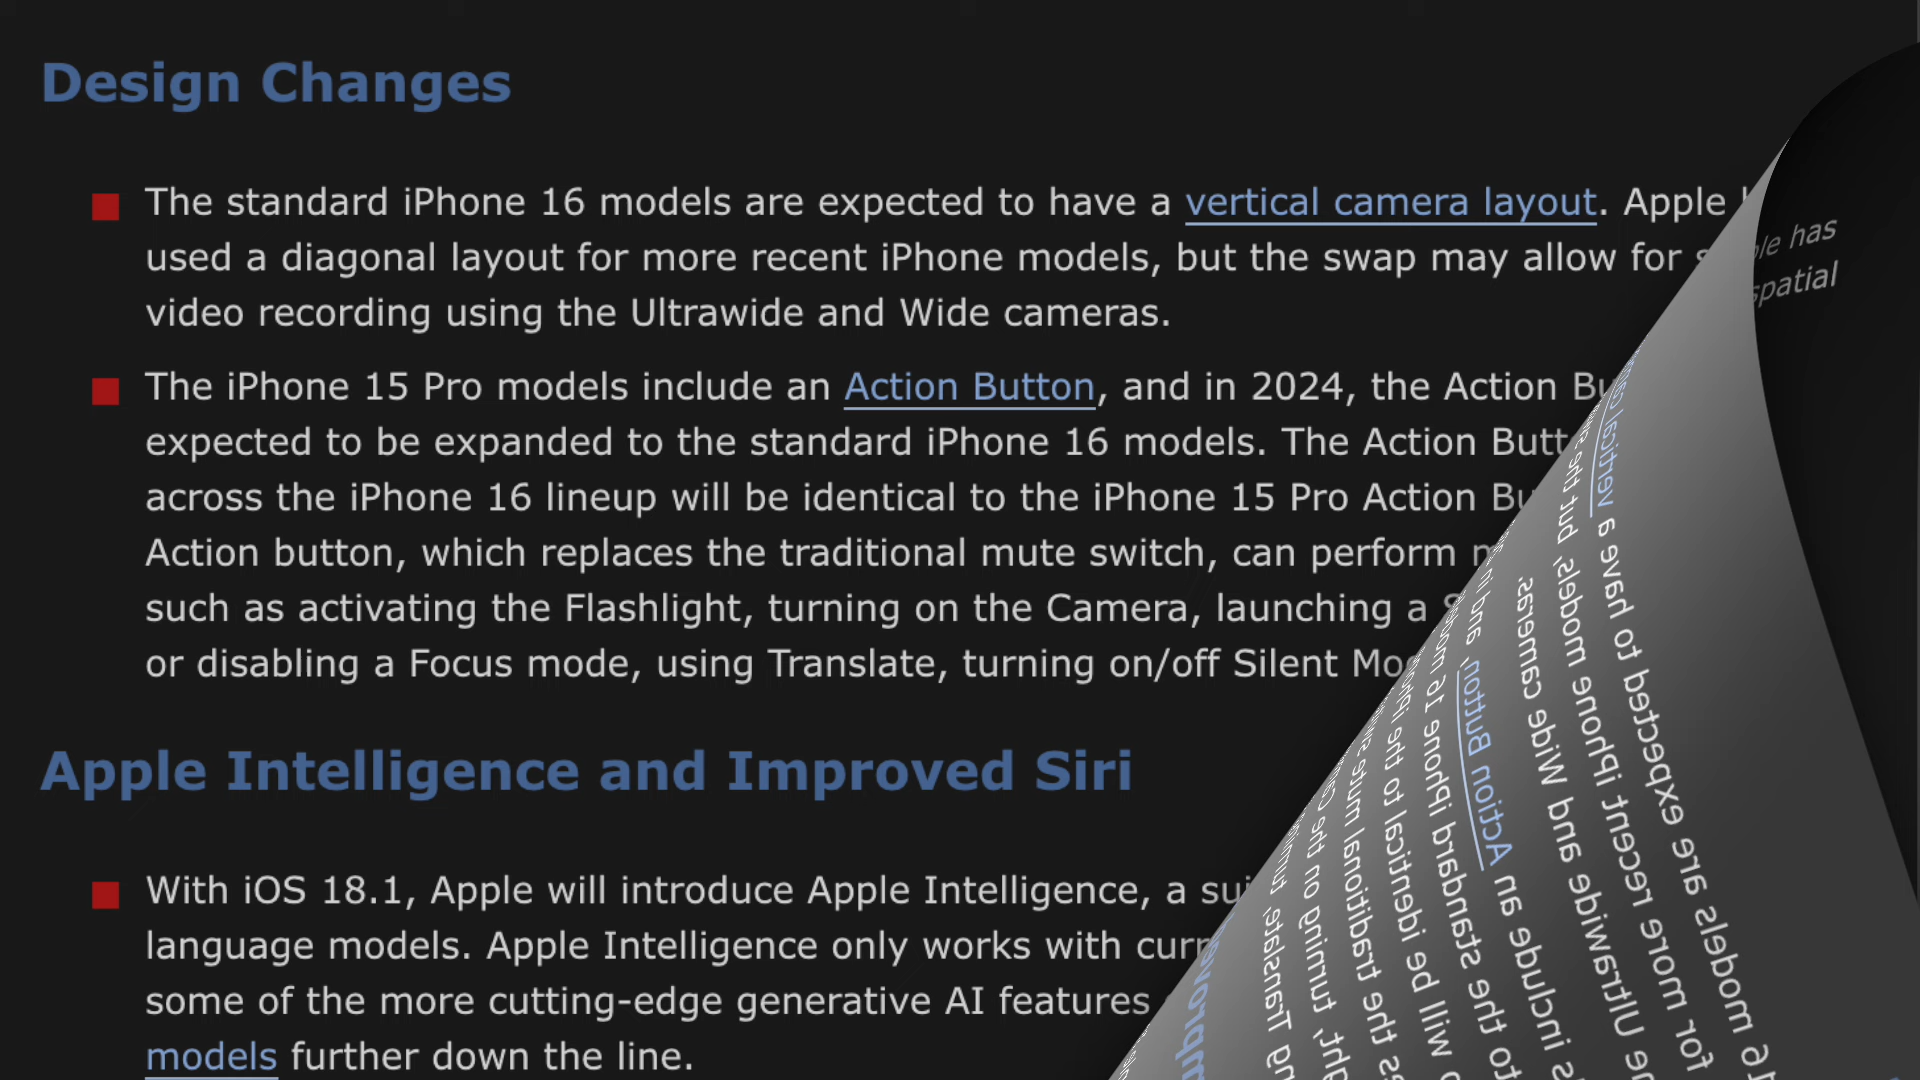 Design Changes
The standard iPhone 16 models are expected to have a vertical camera layout. Apple has
used a diagonal layout for more recent iPhone models, but the swap may allow for spatial
video recording using the Ultrawide and Wide cameras.
The iPhone 15 Pro models include an Action Button, and in 2024, the Action
expected to be expanded to the standard iPhone 16 models. The Action
across the iPhone 16 lineup will be identical to the iPhone 15 Pro Action
Action button, which replaces the traditional mute switch, can perform
such as activating the Flashlight, turning on the Camera, launching a
or disabling a Focus mode, using Translate, turning on/off Silent
Apple Intelligence and Improved Siri
With iOS 18.1, Apple will introduce Apple Intelligence, a
language models. Apple Intelligence only works with
some of the more cutting-edge generative AI features
models further down the line.